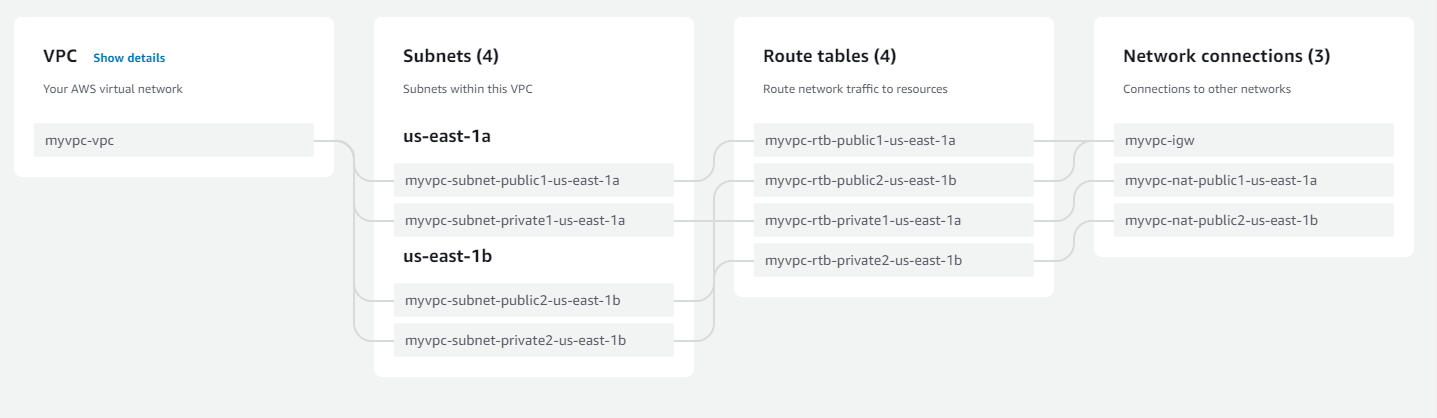 VPC Show details
Your AWS virtual network
myvpc-vpc
Subnets (4)
Subnets within this VPC
us-east-1a
myvpc-subnet-public1-us-east-1a
myvpc-subnet-private1-us-east-1a
us-east-1b
myvpc-subnet-public2-us-east-1b
myvpc-subnet-private2-us-east-1b
Route tables (4)
Route network traffic to resources
myvpc-rtb-public1-us-east-1a
myvpc-rtb-public2-us-east-1b
myvpc-rtb-private1-us-east-1a
myvpc-rtb-private2-us-east-1b
Network connections (3)
Connections to other networks
myvpc-igw
myvpc-nat-public1-us-east-1a
myvpc-nat-public2-us-east-1b